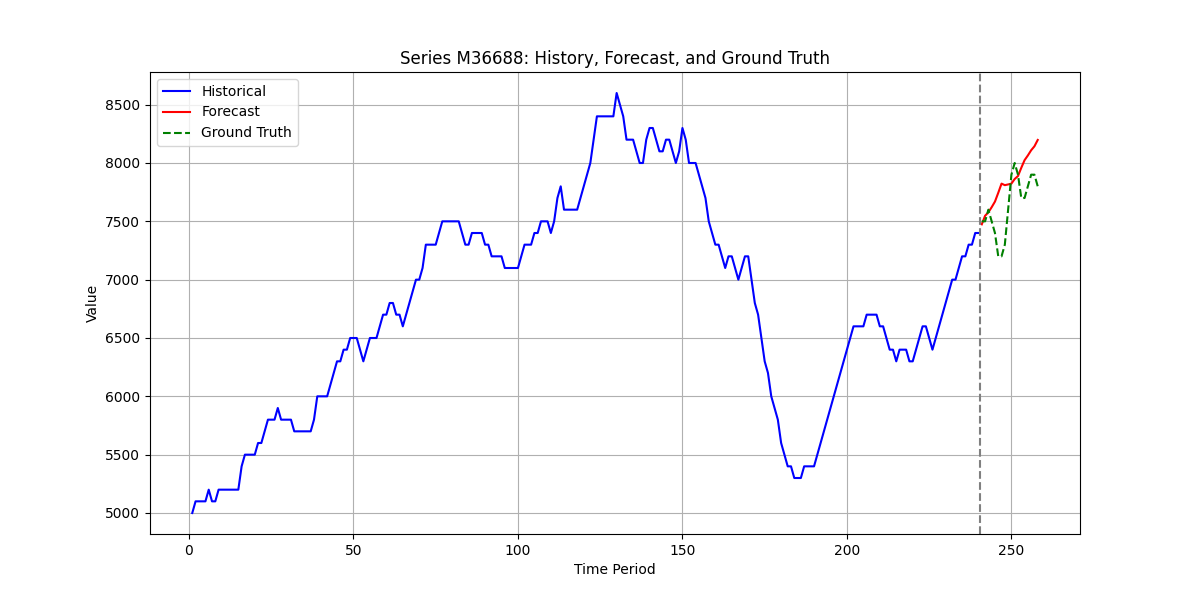 Series M36688: History, Forecast, and Ground Truth
Historical
Forecast
Ground Truth
8500
8000
7500
7000
6500
6000
5500
5000
Value
0 50 100 150 200 250
Time Period